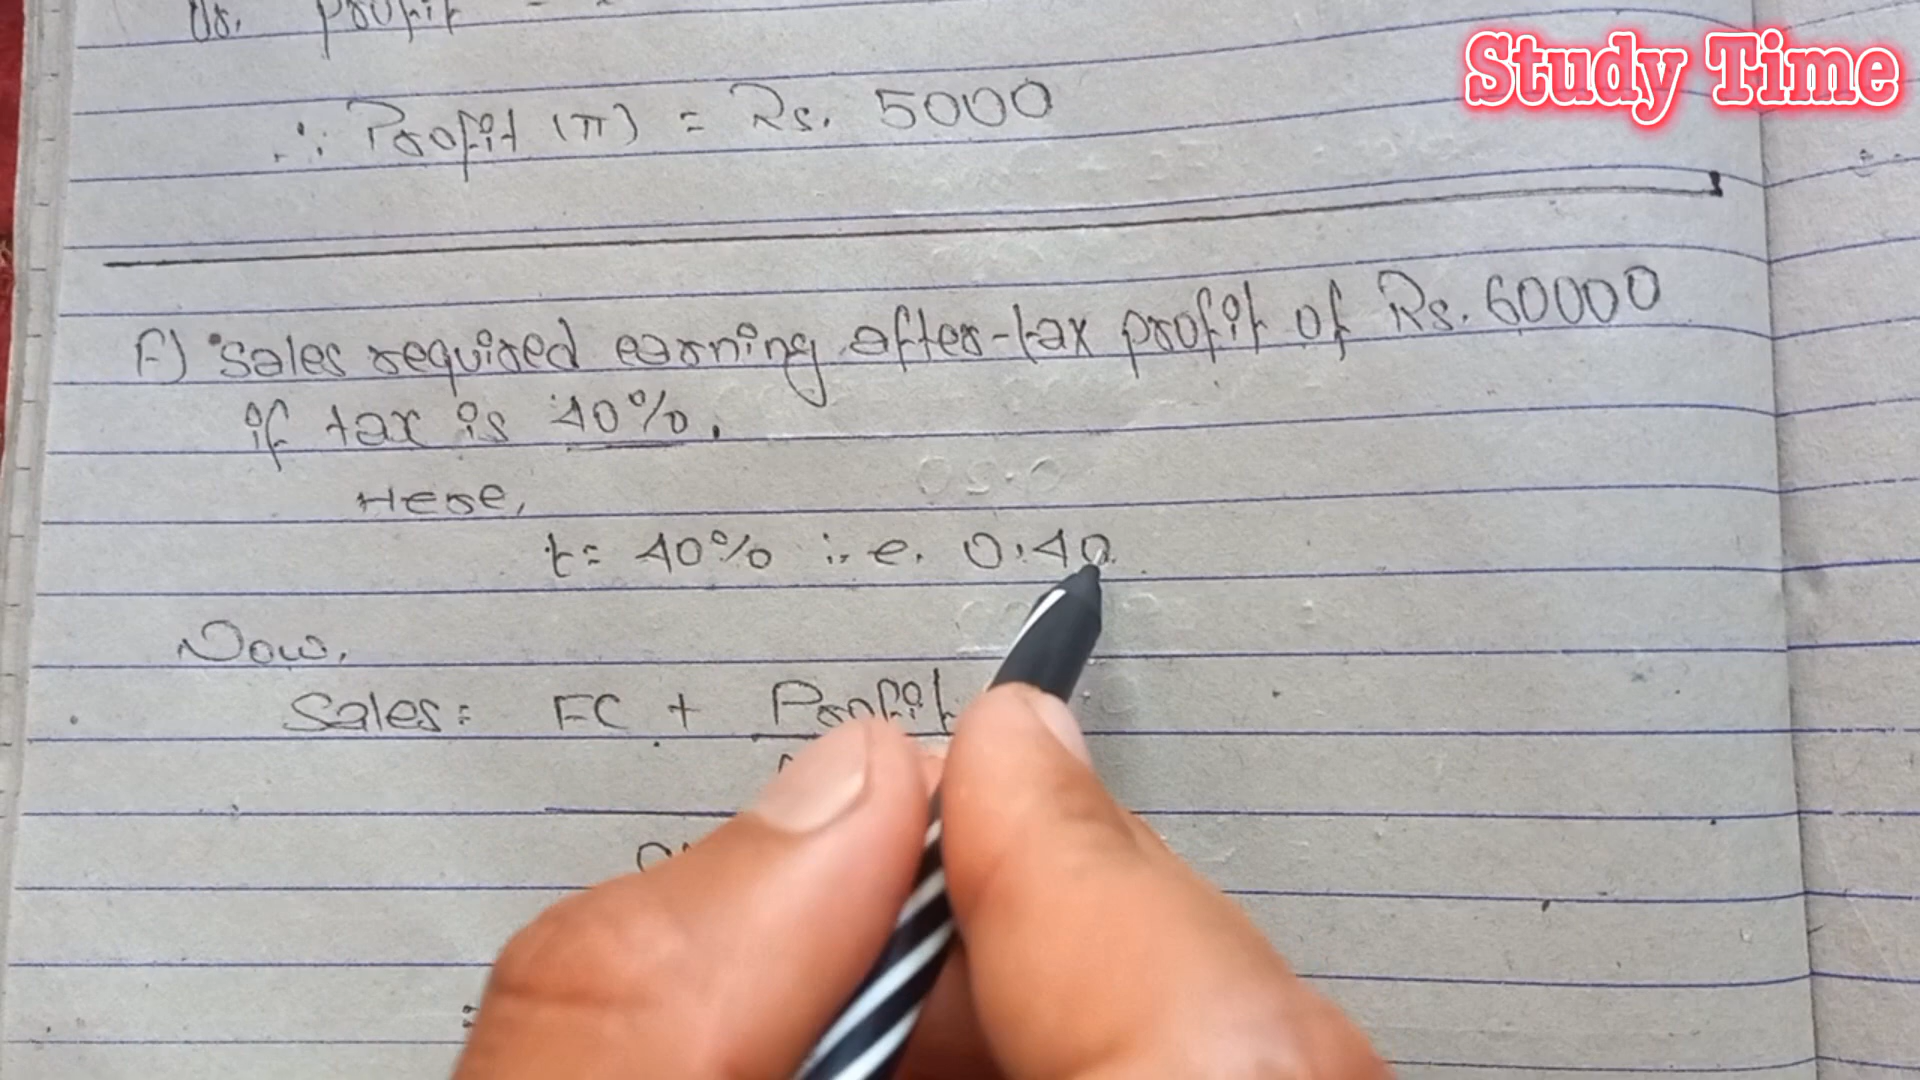 Study Time
∴ Profit (π) = Rs. 5000
F) Sales required earning after-tax profit of Rs. 60000
if tax is 40%.
Here,
t = 40% i.e. 0.40
Now,
Sales = FC + Profit